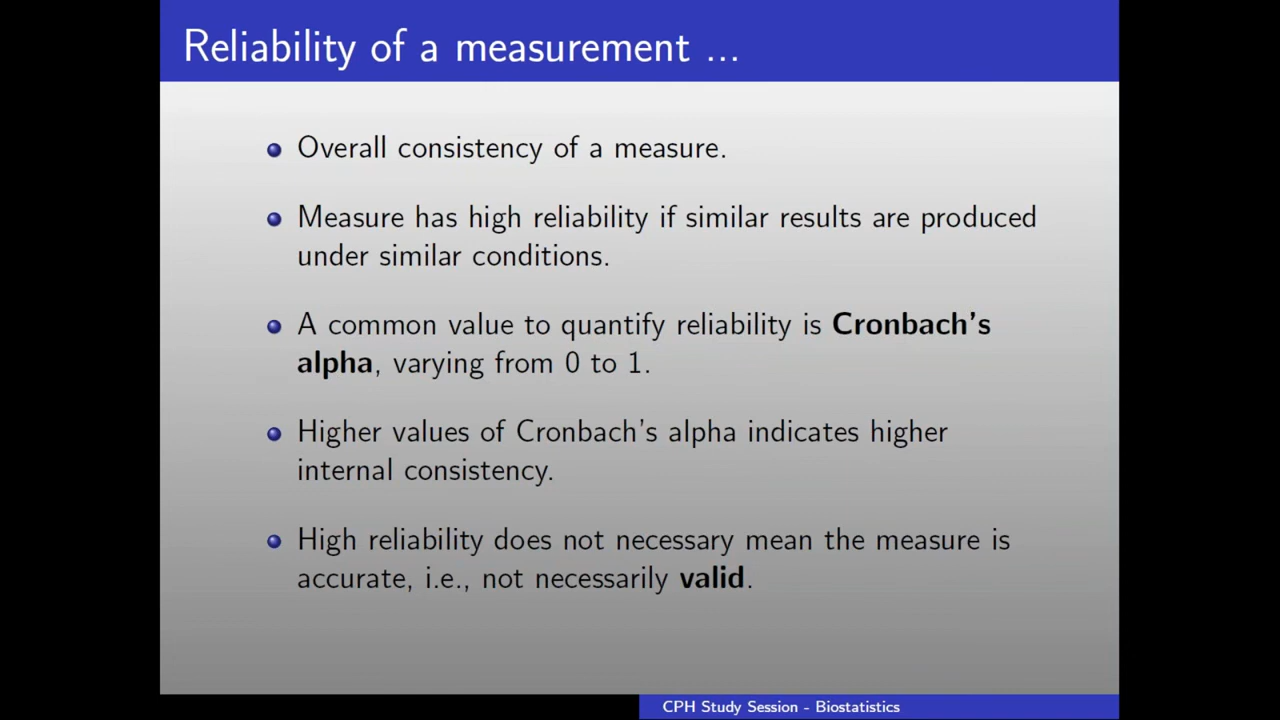 Reliability of a measurement ...
Overall consistency of a measure.
Measure has high reliability if similar results are produced
under similar conditions.
A common value to quantify reliability is Cronbach's
alpha, varying from 0 to 1.
Higher values of Cronbach's alpha indicates higher
internal consistency.
High reliability does not necessary mean the measure is
accurate, i.e., not necessarily valid.
CPH Study Session - Biostatistics